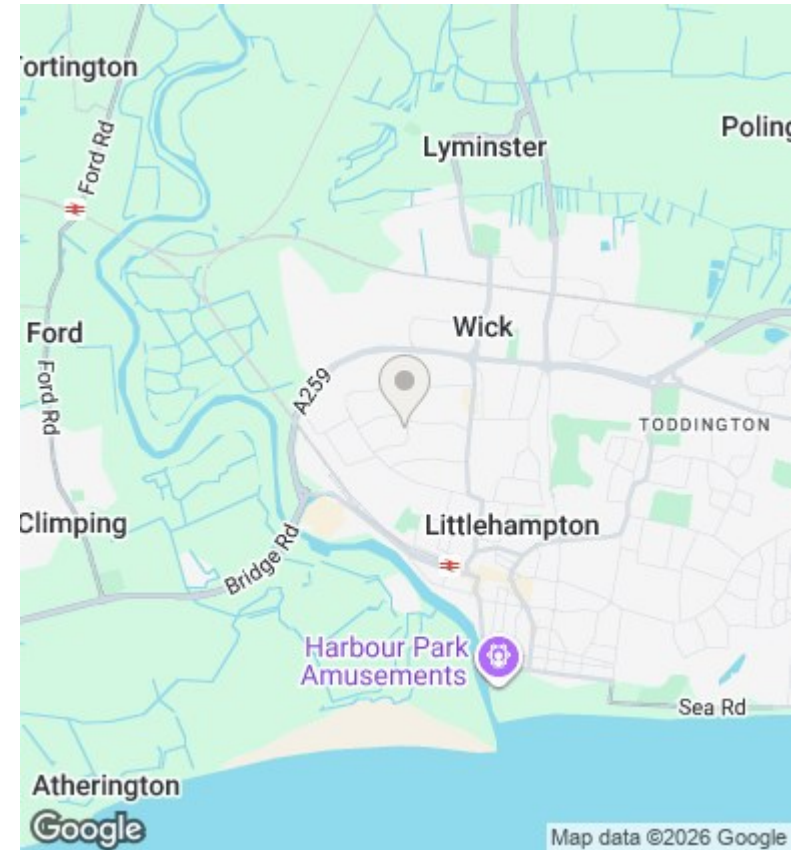 Tortington
Ford Rd
Lyminster
Poling
Ford
Wick
Ford Rd
A259
TODDINGTON
Climping
Littlehampton
Bridge Rd
Harbour Park
Amusements
Sea Rd
Atherington
Google
Map data ©2026 Google